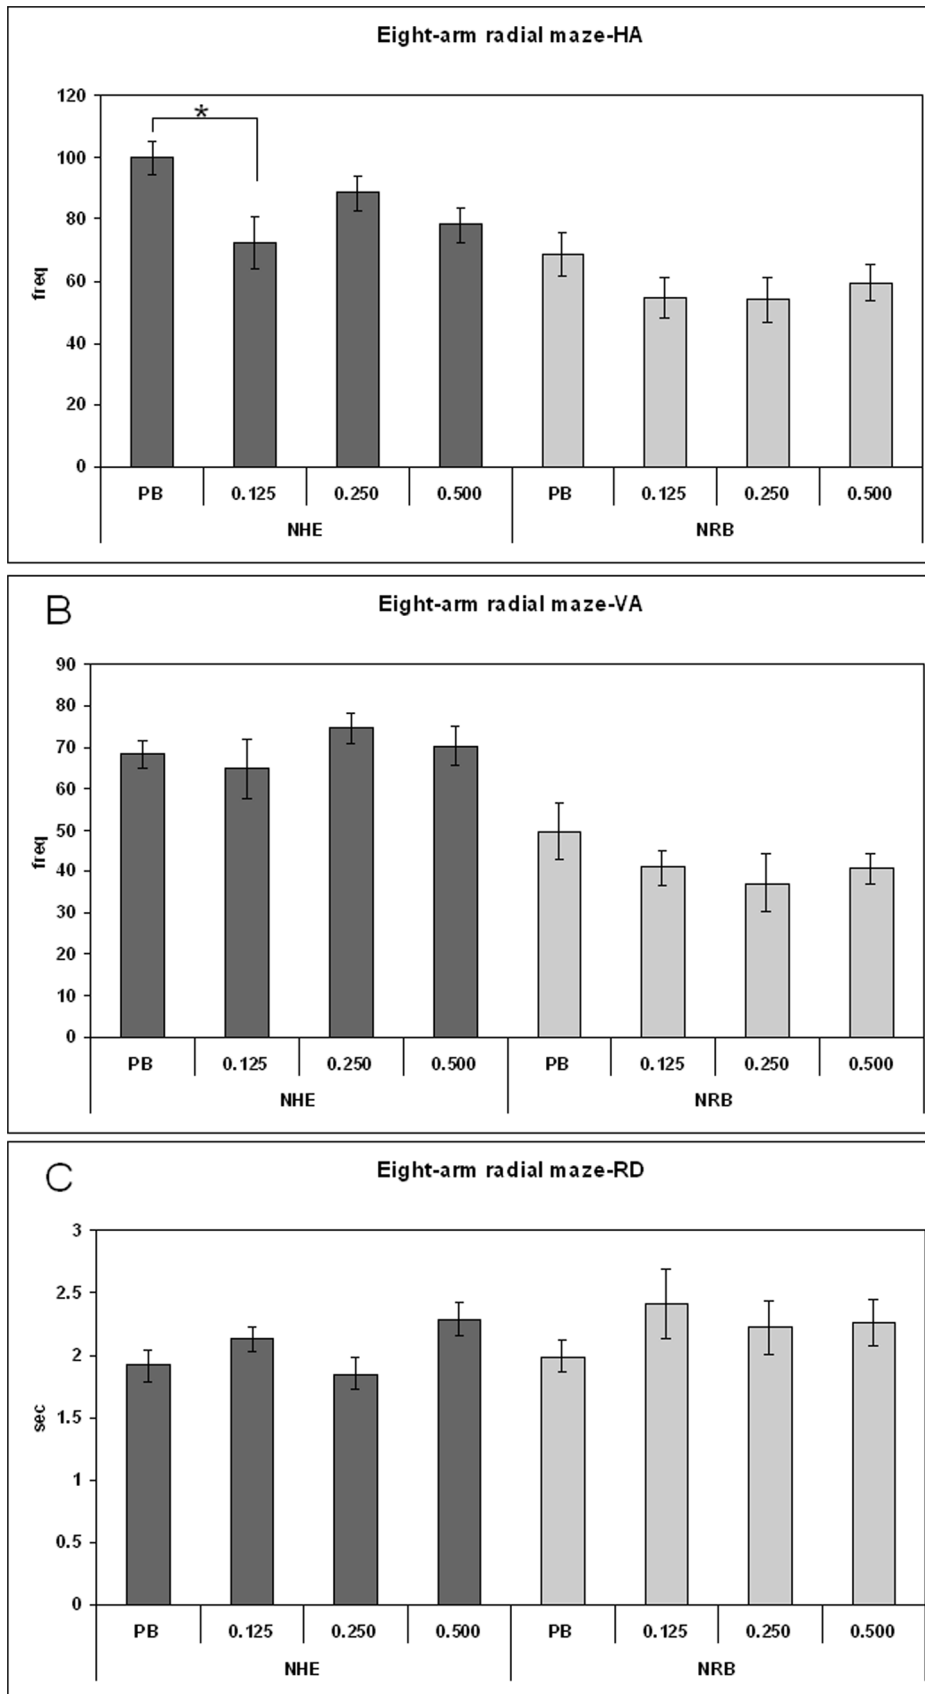 Eight-arm radial maze-HA
120
*
100
80
60
40
20
0
freq
PB 0.125 0.250 0.500 PB 0.125 0.250 0.500
NHE NRB
B
Eight-arm radial maze-VA
90
80
70
60
50
40
30
20
10
0
freq
PB 0.125 0.250 0.500 PB 0.125 0.250 0.500
NHE NRB
C
Eight-arm radial maze-RD
3
2.5
2
1.5
1
0.5
0
sec
PB 0.125 0.250 0.500 PB 0.125 0.250 0.500
NHE NRB